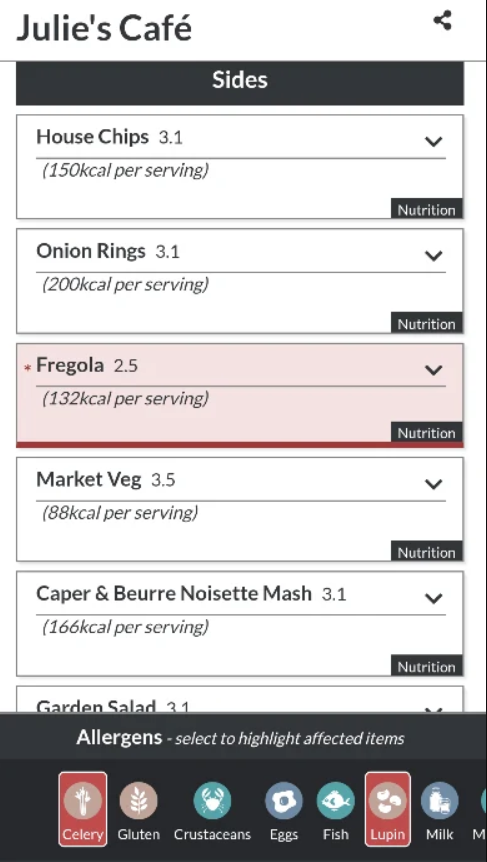 Julie's Café
Sides
House Chips 3.1
(150kcal per serving)
Nutrition
Onion Rings 3.1
(200kcal per serving)
Nutrition
* Fregola 2.5
(132kcal per serving)
Nutrition
Market Veg 3.5
(88kcal per serving)
Nutrition
Caper & Beurre Noisette Mash 3.1
(166kcal per serving)
Nutrition
Garden Salad 3.1
Allergens - select to highlight affected items
Celery Gluten Crustaceans Eggs Fish Lupin Milk M